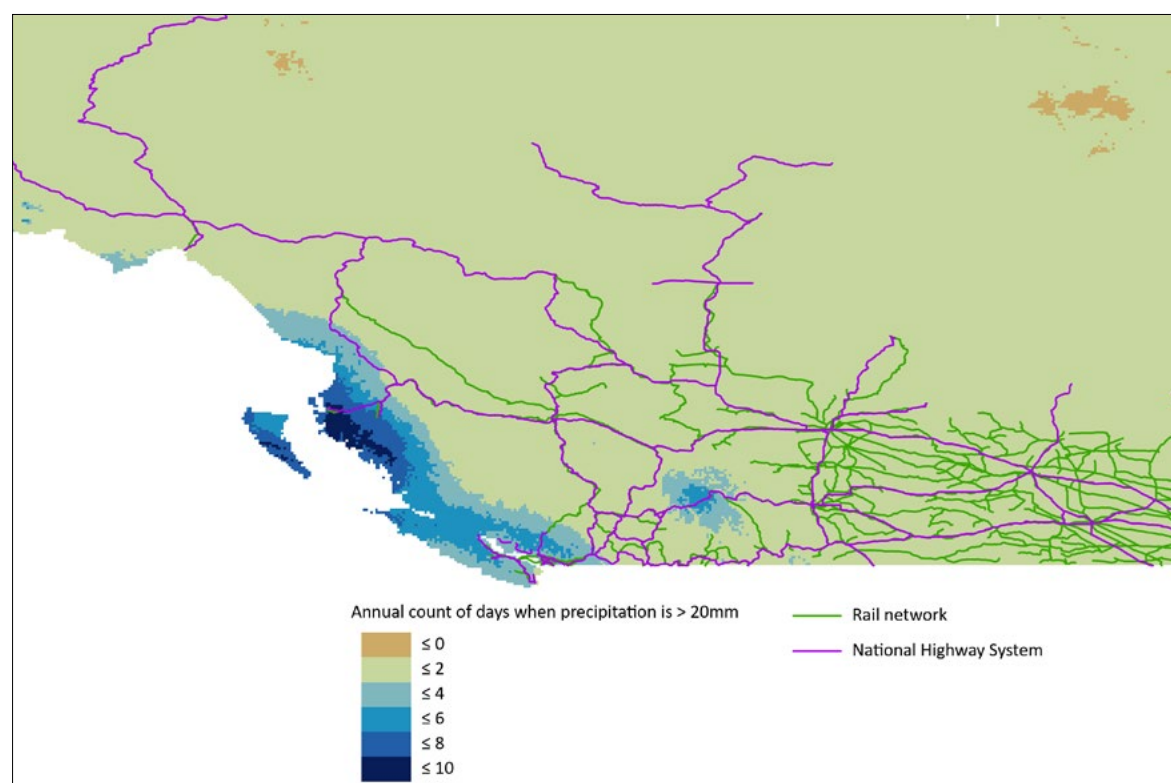 Annual count of days when precipitation is > 20mm
≤ 0
≤ 2
≤ 4
≤ 6
≤ 8
≤ 10
Rail network
National Highway System